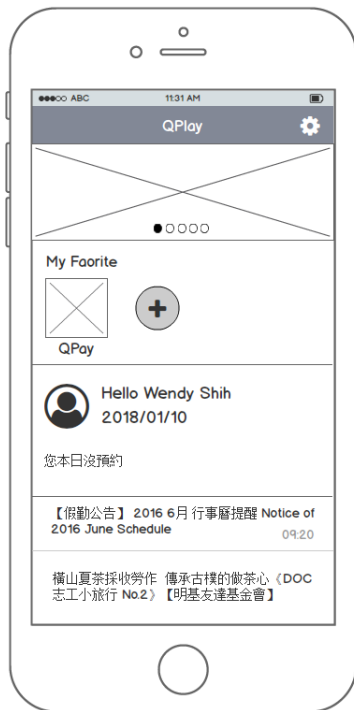 ABC 11:31 AM
QPlay
My Faorite
QPay
Hello Wendy Shih
2018/01/10
您本日沒預約
【假勤公告】 2016 6月 行事曆提醒 Notice of
2016 June Schedule
09:20
橫山夏茶採收勞作 傳承古樸的做茶心《DOC
志工小旅行 No.2》【明基友達基金會】